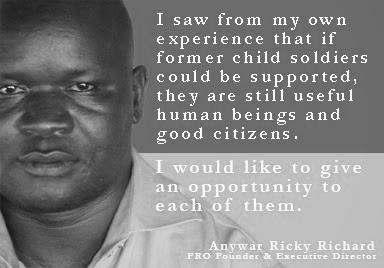 I saw from my own
experience that if
former child soldiers
could be supported,
they are still useful
human beings and
good citizens.
I would like to give
an opportunity to
each of them.
Anywar Ricky Richard
FRO Founder & Executive Director